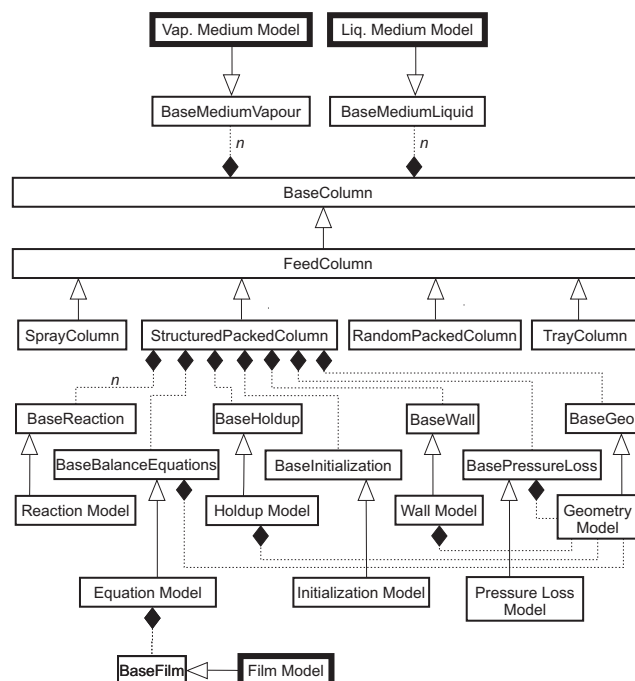 Vap. Medium Model
Liq. Medium Model
BaseMediumVapour
BaseMediumLiquid
n
n
BaseColumn
FeedColumn
SprayColumn
StructuredPackedColumn
RandomPackedColumn
TrayColumn
n
BaseReaction
BaseHoldup
BaseWall
BaseGeo
BaseBalanceEquations
BaseInitialization
BasePressureLoss
Reaction Model
Holdup Model
Wall Model
Geometry
Model
Equation Model
Initialization Model
Pressure Loss
Model
BaseFilm
Film Model